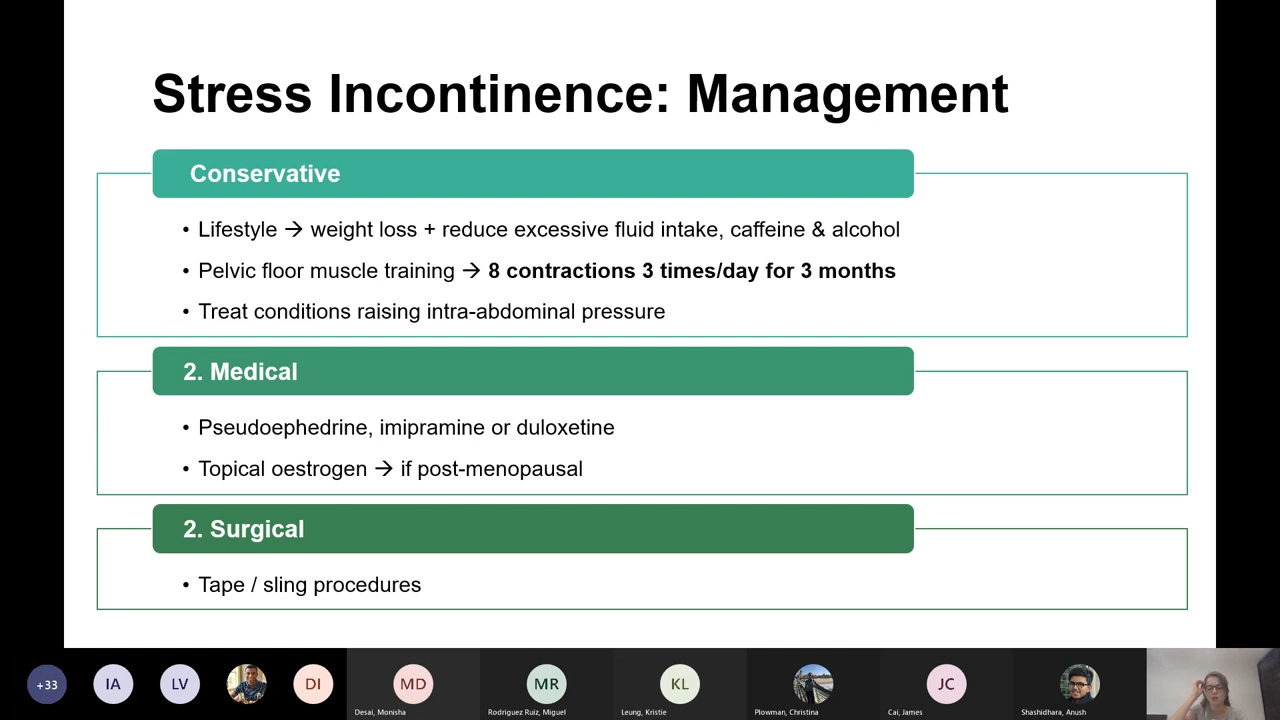 Stress Incontinence: Management
Conservative
• Lifestyle → weight loss + reduce excessive fluid intake, caffeine & alcohol
• Pelvic floor muscle training → 8 contractions 3 times/day for 3 months
• Treat conditions raising intra-abdominal pressure
2. Medical
• Pseudoephedrine, imipramine or duloxetine
• Topical oestrogen → if post-menopausal
2. Surgical
• Tape / sling procedures
+33
IA
LV
DI
MD
MR
KL
JC
Desai, Monisha
Rodriguez Ruiz, Miguel
Leung, Kristie
Plowman, Christina
Cai, James
Shashidhara, Anush